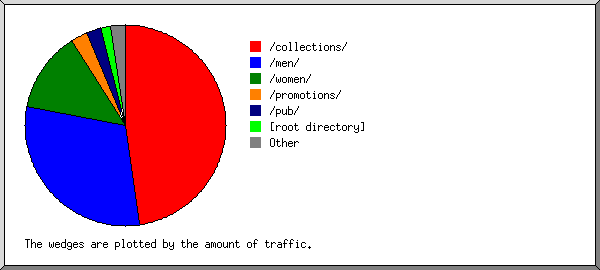 /collections/
/men/
/women/
/promotions/
/pub/
[root directory]
Other
The wedges are plotted by the amount of traffic.